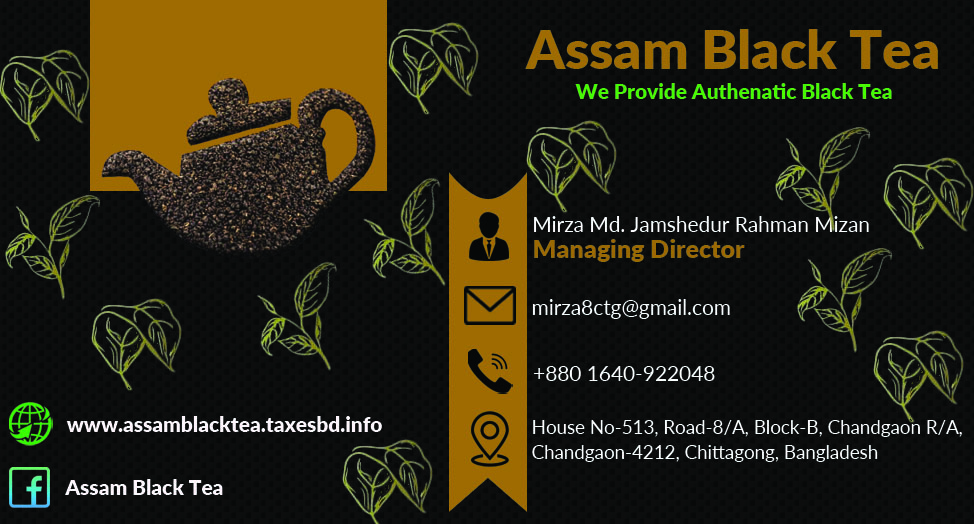 Assam Black Tea
We Provide Authenatic Black Tea
Mirza Md. Jamshedur Rahman Mizan
Managing Director
mirza8ctg@gmail.com
+880 1640-922048
House No-513, Road-8/A, Block-B, Chandgaon R/A,
Chandgaon-4212, Chittagong, Bangladesh
www.assamblacktea.taxesbd.info
Assam Black Tea